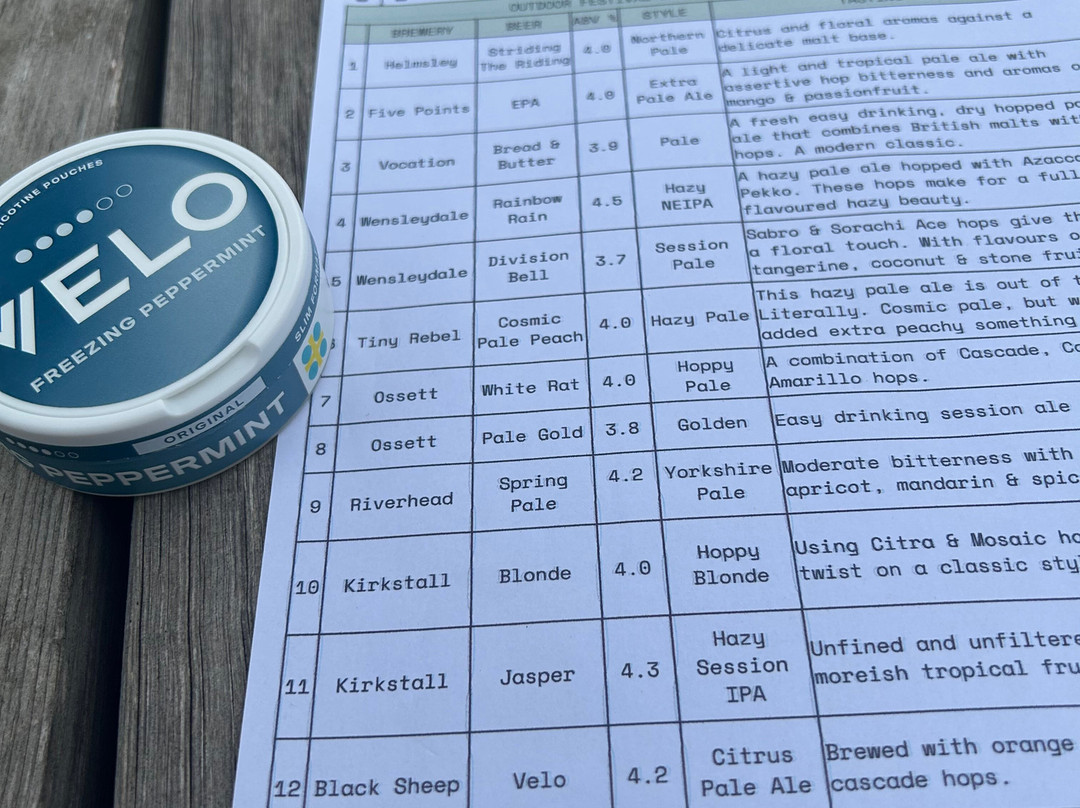 NICOTINE POUCHES
VELO
FREEZING PEPPERMINT
SLIM FORMAT
ORIGINAL
PEPPERMINT
OUTDOOR
BREWERY BEER ABV % STYLE
1 Helmsley Striding The Riding 4.0 Northern Pale Citrus and floral aromas against a
delicate malt base.
2 Five Points EPA 4.0 Extra Pale Ale A light and tropical pale ale with
assertive hop bitterness and aromas
mango & passionfruit.
3 Vocation Bread & Butter 3.9 Pale A fresh easy drinking, dry hopped
ale that combines British malts
hops. A modern classic.
4 Wensleydale Rainbow Rain 4.5 Hazy NEIPA A hazy pale ale hopped with
Pekko. These hops make for a
flavoured hazy beauty.
5 Wensleydale Division Bell 3.7 Session Pale Sabro & Sorachi Ace hops give
a floral touch. With flavours
tangerine, coconut & stone
Tiny Rebel Cosmic Pale Peach 4.0 Hazy Pale This hazy pale ale is out of
Literally. Cosmic pale, but
added extra peachy something
7 Ossett White Rat 4.0 Hoppy Pale A combination of Cascade,
Amarillo hops.
8 Ossett Pale Gold 3.8 Golden Easy drinking session ale
9 Riverhead Spring Pale 4.2 Yorkshire Pale Moderate bitterness with
apricot, mandarin &
10 Kirkstall Blonde 4.0 Hoppy Blonde Using Citra & Mosaic
twist on a classic
11 Kirkstall Jasper 4.3 Hazy Session IPA Unfined and
moreish tropical
12 Black Sheep Velo 4.2 Citrus Pale Ale Brewed with orange
cascade hops.